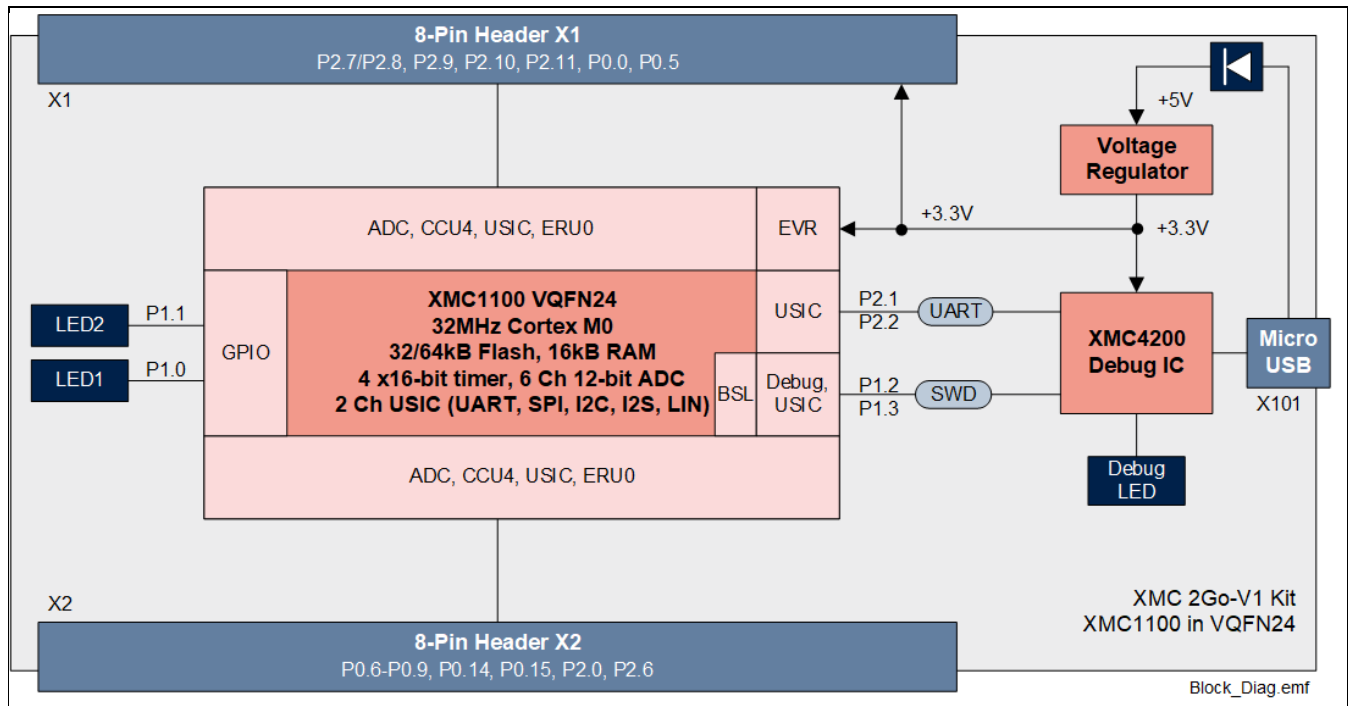 8-Pin Header X1
P2.7/P2.8, P2.9, P2.10, P2.11, P0.0, P0.5
X1
+5V
Voltage
Regulator
ADC, CCU4, USIC, ERU0
EVR
+3.3V
+3.3V
LED2
P1.1
LED1
P1.0
GPIO
XMC1100 VQFN24
32MHz Cortex M0
32/64kB Flash, 16kB RAM
4 x16-bit timer, 6 Ch 12-bit ADC
2 Ch USIC (UART, SPI, I2C, I2S, LIN)
USIC
BSL
Debug,
USIC
P2.1
P2.2
UART
P1.2
P1.3
SWD
XMC4200
Debug IC
Micro
USB
X101
Debug
LED
ADC, CCU4, USIC, ERU0
X2
8-Pin Header X2
P0.6-P0.9, P0.14, P0.15, P2.0, P2.6
XMC 2Go-V1 Kit
XMC1100 in VQFN24
Block_Diag.emf